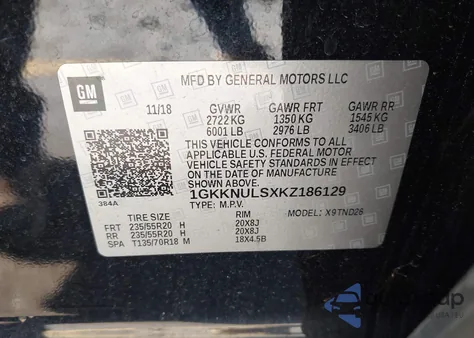 GM
MFD BY GENERAL MOTORS LLC
11/18 GVWR GAWR FRT GAWR RR
2722 KG 1350 KG 1545 KG
6001 LB 2976 LB 3406 LB
THIS VEHICLE CONFORMS TO ALL
APPLICABLE U.S. FEDERAL MOTOR
VEHICLE SAFETY STANDARDS IN EFFECT
ON THE DATE OF MANUFACTURE SHOWN ABOVE.
384A
1GKKNULSXKZ186129
TYPE: M.P.V. MODEL: X9TND26
TIRE SIZE RIM
FRT 235/55R20 H 20X8J
RR 235/55R20 H 20X8J
SPA T135/70R18 M 18X4.5B